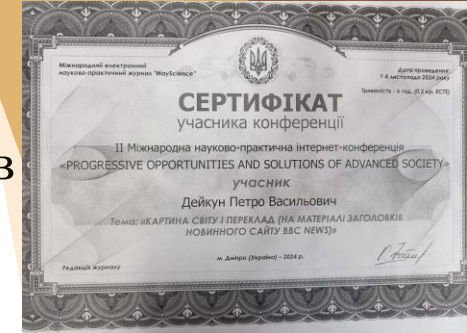 Міжнародний електронний
науково-практичний журнал "WayScience"
Дата проведення:
7-8 листопада 2024 року
Тривалість - 6 год. (0.2 кр. ECTS)
СЕРТИФІКАТ
учасника конференції
ІІ Міжнародна науково-практична інтернет-конференція
«PROGRESSIVE OPPORTUNITIES AND SOLUTIONS OF ADVANCED SOCIETY»
в
учасник
Дейкун Петро Васильович
Тема: «КАРТИНА СВІТУ І ПЕРЕКЛАД (НА МАТЕРІАЛІ ЗАГОЛОВКІВ
НОВИННОГО САЙТУ BBC NEWS)»
Редакція журналу
м. Дніпро (Україна) – 2024 р.